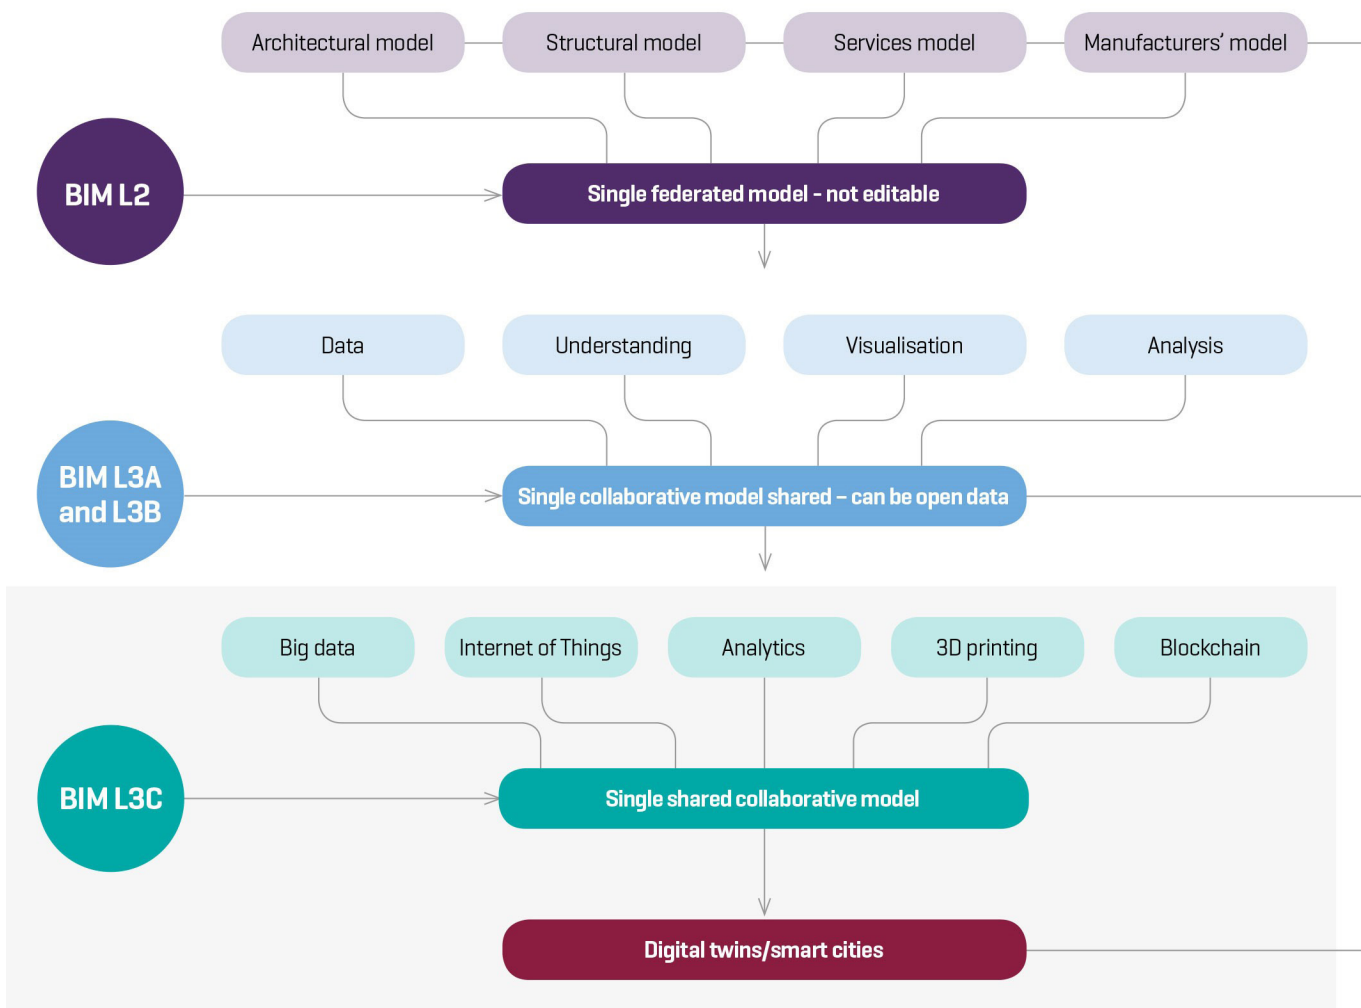 Architectural model
Structural model
Services model
Manufacturers’ model
BIM L2
Single federated model - not editable
Data
Understanding
Visualisation
Analysis
BIM L3A
and L3B
Single collaborative model shared – can be open data
Big data
Internet of Things
Analytics
3D printing
Blockchain
BIM L3C
Single shared collaborative model
Digital twins/smart cities